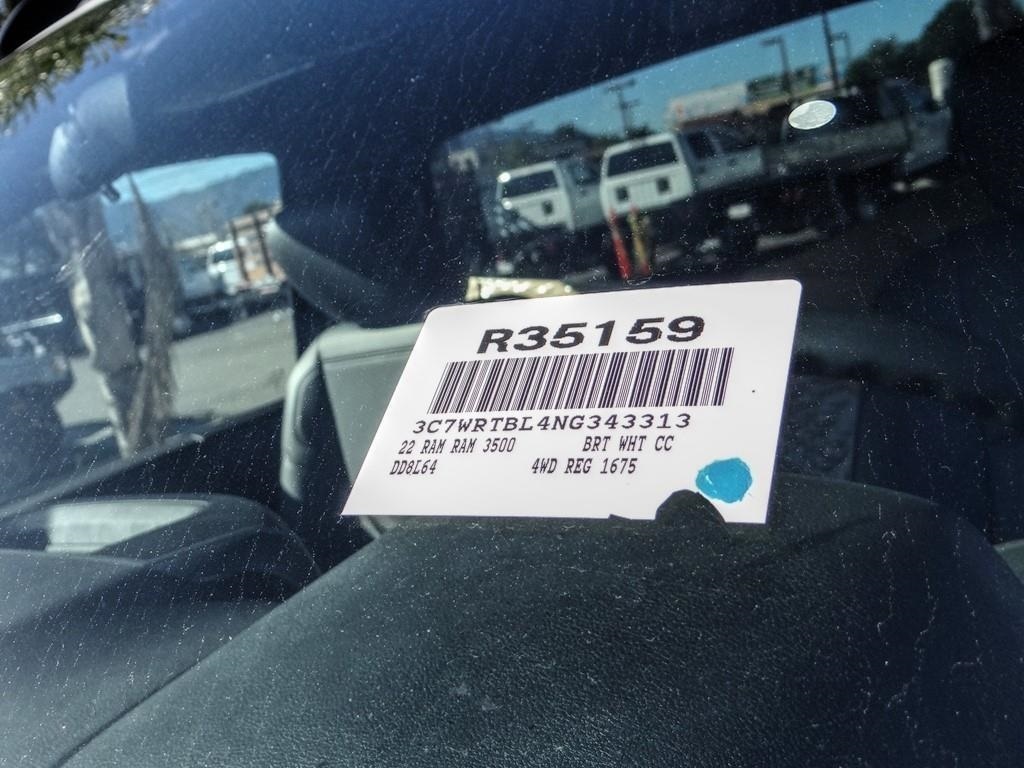 R35159
3C7WRTBL4NG343313
22 RAM RAM 3500 BRT WHT CC
DD8L64 4WD REG 1675